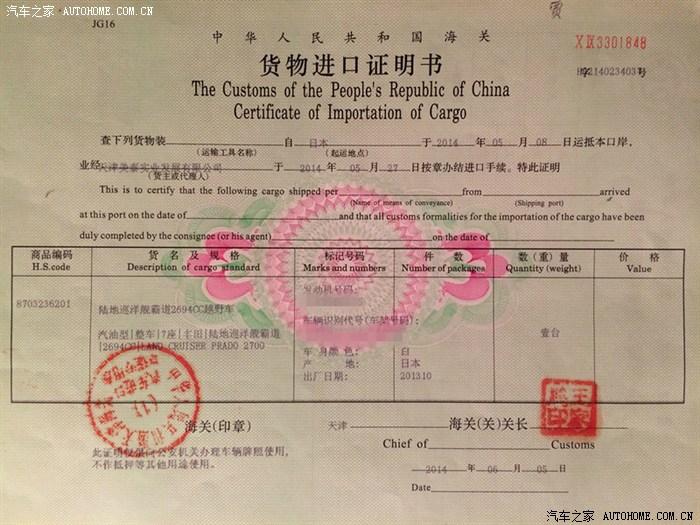 汽车之家 AUTOHOME.COM.CN
JG16
中华人民共和国海关
XⅨ3301848
货物进口证明书
字 214023403号
The Customs of the People's Republic of China
Certificate of Importation of Cargo
查下列货物装 自 日本 于 2014 年 05 月 08 日运抵本口岸,
(运输工具名称) (起运地点)
业经 天津美泰实业发展有限公司 于 2014 年 05 月 27 日按章办结进口手续。特此证明
(货主或代理人)
This is to certify that the following cargo shipped per from arrived
(Name of means of conveyance) (Shipping port)
at this port on the date of and that all customs formalities for the importation of the cargo have been
duly completed by the consignee (or his agent) on the date of
商品编码 货名及规格 标记号码 件数 数(重)量 价格
H.S.code Description of cargo standard Marks and numbers Number of packages Quantity (weight) Value
发动机号码:
8703236201 陆地巡洋舰霸道2694CC越野车
车辆识别代号(车架号码):
汽油型|整车|7座|丰田|陆地巡洋舰霸道 壹台
|2694CC|LAND CRUISER PRADO 2700
车身颜色: 白
产地: 日本
出厂日期: 201310
海关(印章) 天津 海关(关)关长
Chief of Customs
此证明仅限向公安机关办理车辆牌照使用,
不作抵押等其他用途使用。
2014 年 06 月 05 日
Date
汽车之家 AUTOHOME.COM.CN